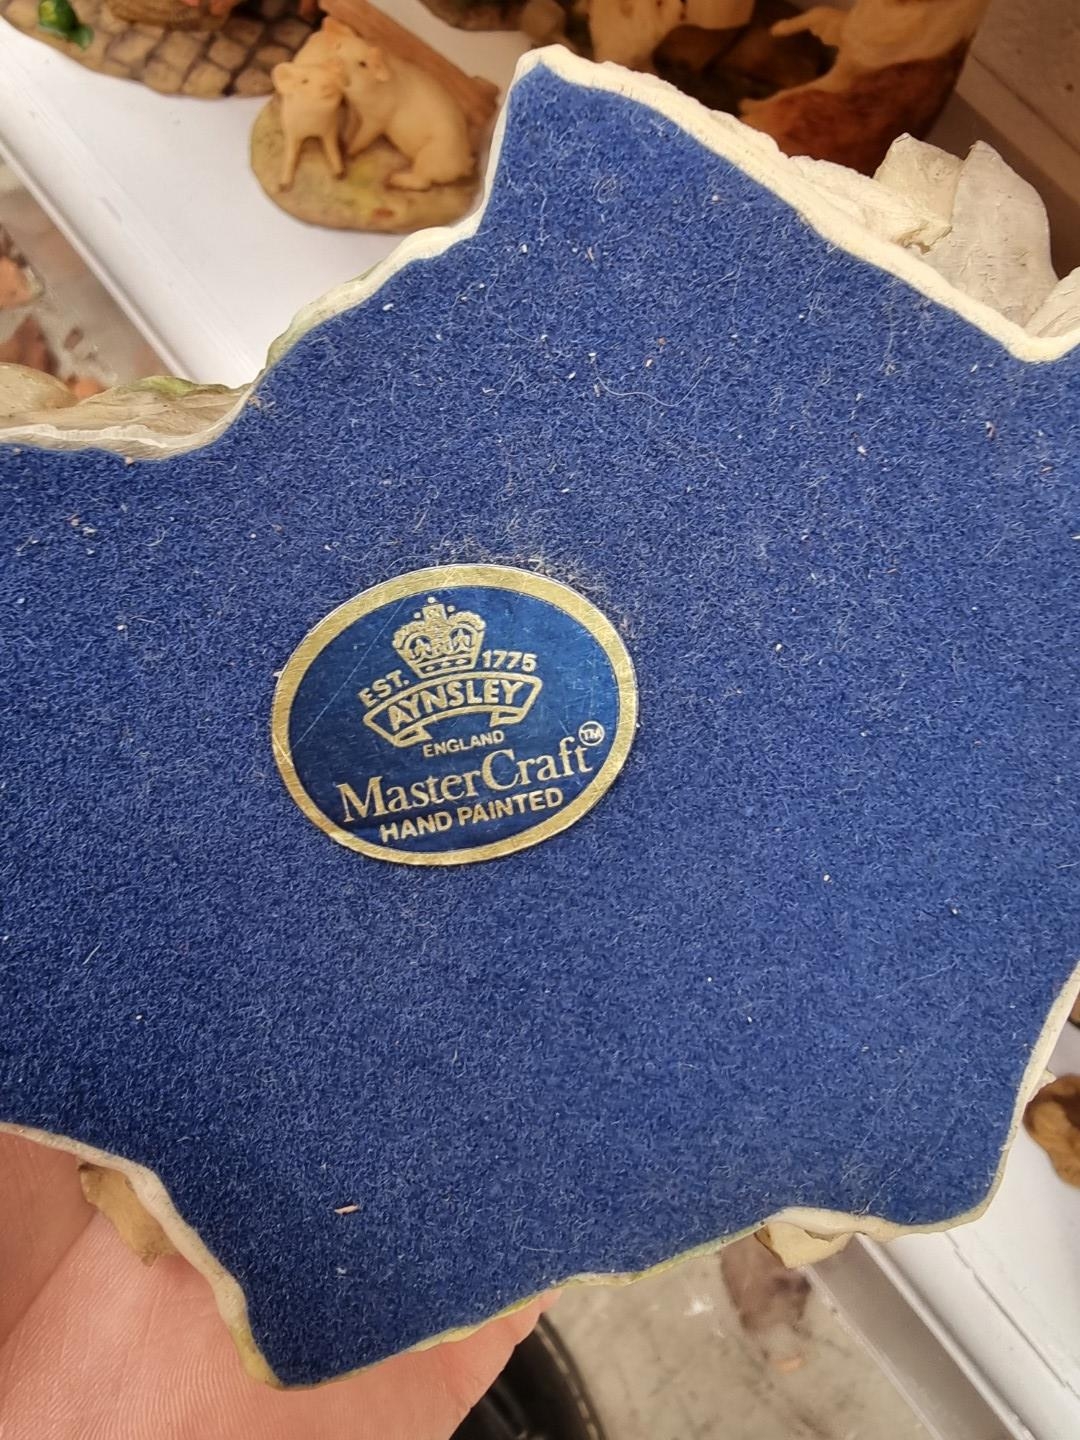 EST. 1775
AYNSLEY
ENGLAND
MasterCraft™
HAND PAINTED